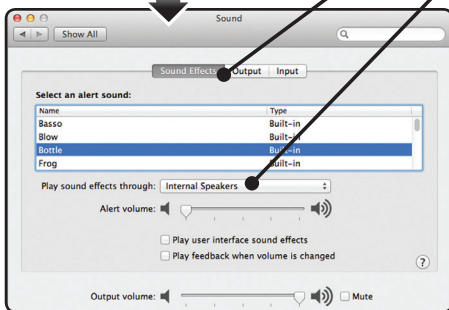 Sound
Show All
Sound Effects Output Input
Select an alert sound:
Name Type
Basso Built-in
Blow Built-in
Bottle Built-in
Frog Built-in
Play sound effects through: Internal Speakers
Alert volume:
Play user interface sound effects
Play feedback when volume is changed
?
Output volume: Mute